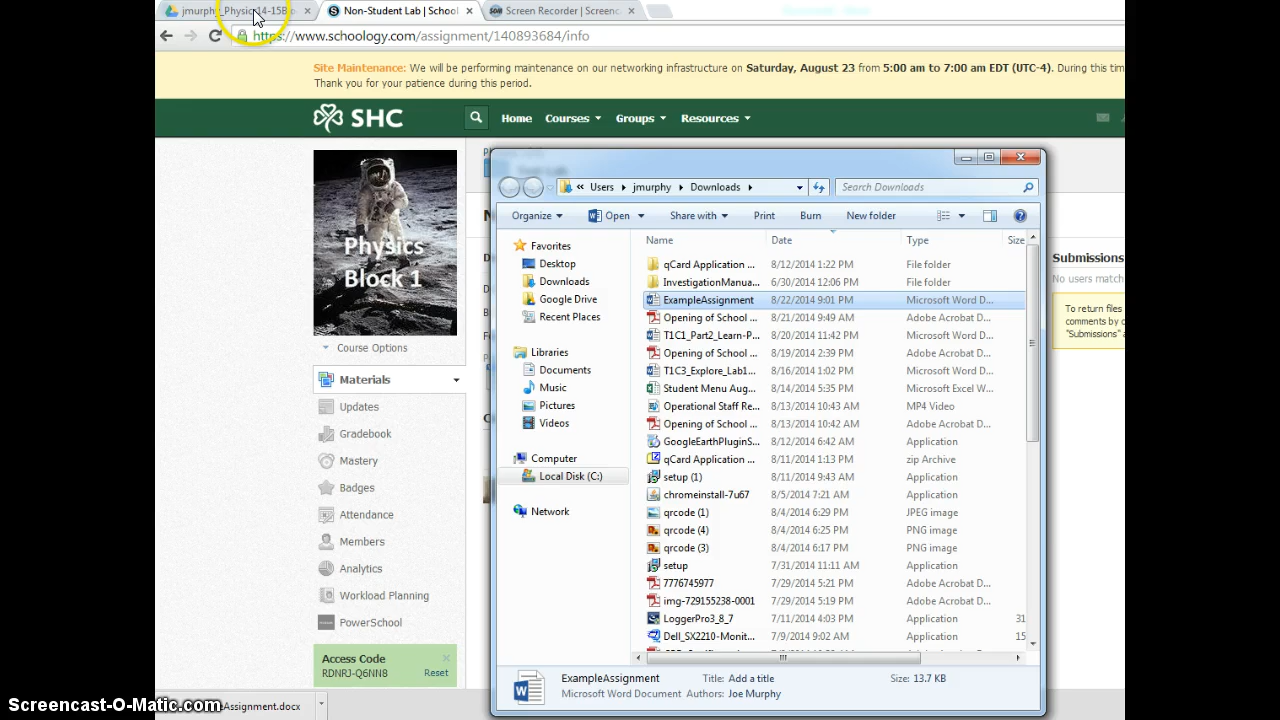 jmurphy_Physics14-15B
Non-Student Lab | School
Screen Recorder | Screenc
https://www.schoology.com/assignment/140893684/info
Site Maintenance: We will be performing maintenance on our networking infrastructure on Saturday, August 23 from 5:00 am to 7:00 am EDT (UTC-4). During this tim
Thank you for your patience during this period.
SHC
Home
Courses
Groups
Resources
Physics
Block 1
Course Options
Materials
Updates
Gradebook
Mastery
Badges
Attendance
Members
Analytics
Workload Planning
PowerSchool
Access Code
RDNRJ-Q6NN8
Reset
« Users
jmurphy
Downloads
Search Downloads
Organize
Open
Share with
Print
Burn
New folder
Favorites
Desktop
Downloads
Google Drive
Recent Places
Libraries
Documents
Music
Pictures
Videos
Computer
Local Disk (C:)
Network
Name Date Type Size
qCard Application ... 8/12/2014 1:22 PM File folder
InvestigationManua... 6/30/2014 12:06 PM File folder
ExampleAssignment 8/22/2014 9:01 PM Microsoft Word D...
Opening of School ... 8/21/2014 9:49 AM Adobe Acrobat D...
T1C1_Part2_Learn-P... 8/20/2014 11:42 PM Microsoft Word D...
Opening of School ... 8/19/2014 2:39 PM Adobe Acrobat D...
T1C3_Explore_Lab1... 8/16/2014 1:02 PM Microsoft Word D...
Student Menu Aug... 8/14/2014 5:35 PM Microsoft Excel W...
Operational Staff Re... 8/13/2014 10:43 AM MP4 Video
Opening of School ... 8/13/2014 10:42 AM Adobe Acrobat D...
GoogleEarthPluginS... 8/12/2014 6:42 AM Application
qCard Application ... 8/11/2014 1:13 PM zip Archive
setup (1) 8/11/2014 9:43 AM Application
chromeinstall-7u67 8/5/2014 7:21 AM Application
qrcode (1) 8/4/2014 6:29 PM JPEG image
qrcode (4) 8/4/2014 6:25 PM PNG image
qrcode (3) 8/4/2014 6:17 PM PNG image
setup 7/31/2014 11:11 AM Application
7776745977 7/29/2014 5:21 PM Adobe Acrobat D...
img-729155238-0001 7/29/2014 5:19 PM Adobe Acrobat D...
LoggerPro3_8_7 7/11/2014 4:03 PM Application 31
Dell_SX2210-Monit... 7/9/2014 9:02 AM Application 15
ExampleAssignment Title: Add a title Size: 13.7 KB
Microsoft Word Document Authors: Joe Murphy
Submissions
No users match
To return files
comments by c
"Submissions" a
Assignment.docx
Screencast-O-Matic.com